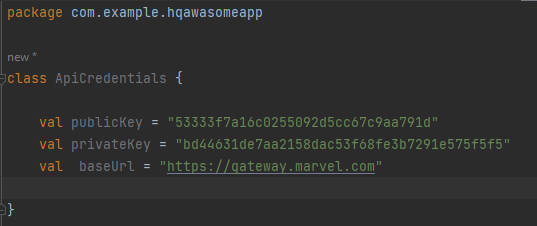 package com.example.hqawasomeapp
new *
class ApiCredentials {
val publicKey = "53333f7a16c0255092d5cc67c9aa791d"
val privateKey = "bd44631de7aa2158dac53f68fe3b7291e575f5f5"
val  baseUrl = "https://gateway.marvel.com"
}